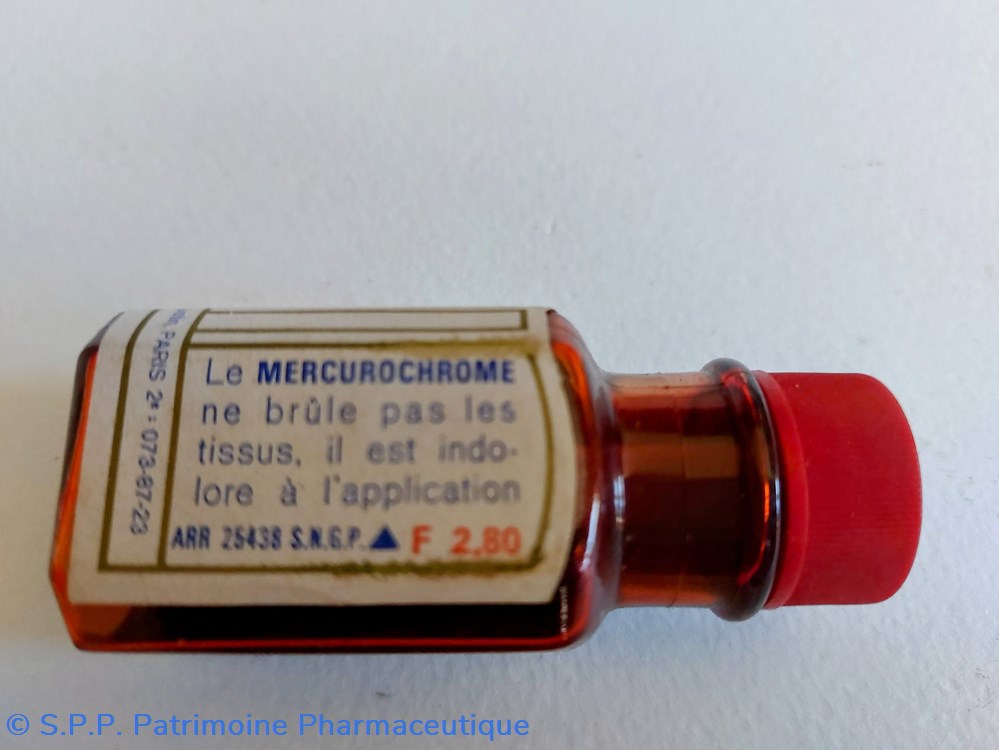 Le MERCUROCHROME
ne brûle pas les
tissus, il est indo-
lore à l'application
ARR 25438 S.N.G.P. F 2,80
PARIS 2e : 073-87-23
© S.P.P. Patrimoine Pharmaceutique